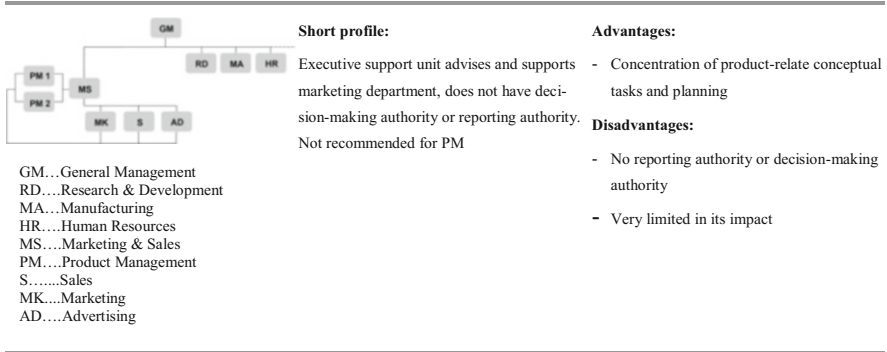 GM
RD MA HR
PM 1
MS
PM 2
MK S AD
GM…General Management
RD….Research & Development
MA…Manufacturing
HR….Human Resources
MS….Marketing & Sales
PM….Product Management
S…....Sales
MK....Marketing
AD….Advertising
Short profile:
Executive support unit advises and supports
marketing department, does not have deci-
sion-making authority or reporting authority.
Not recommended for PM
Advantages:
- Concentration of product-relate conceptual
tasks and planning
Disadvantages:
- No reporting authority or decision-making
authority
- Very limited in its impact